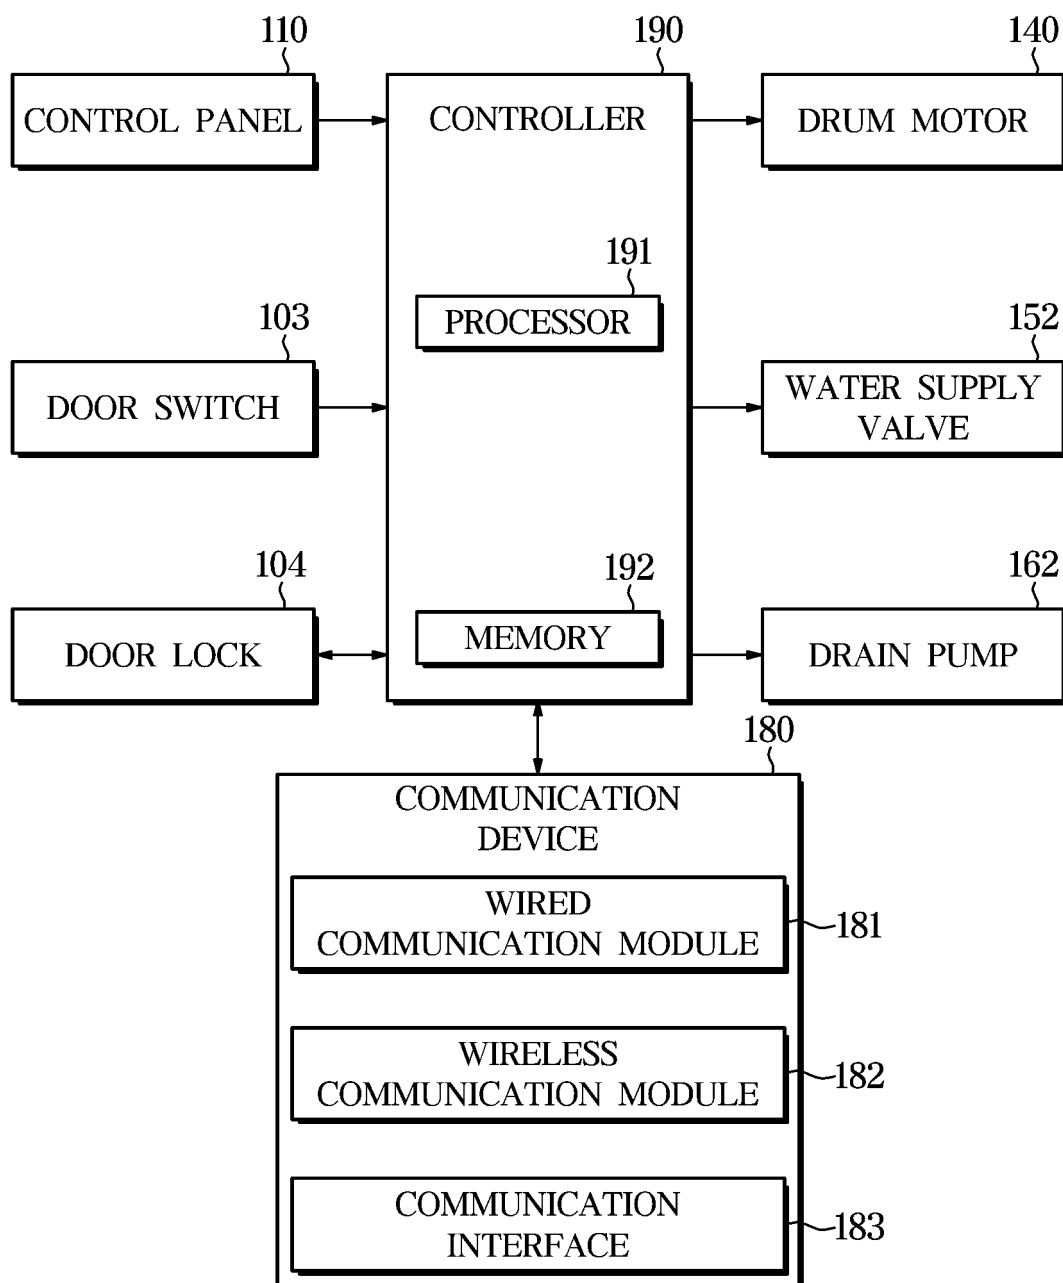 110
190
140
CONTROL PANEL
CONTROLLER
DRUM MOTOR
191
PROCESSOR
103
152
DOOR SWITCH
WATER SUPPLY
VALVE
104
192
162
DOOR LOCK
MEMORY
DRAIN PUMP
180
COMMUNICATION
DEVICE
WIRED
COMMUNICATION MODULE
181
WIRELESS
COMMUNICATION MODULE
182
COMMUNICATION
INTERFACE
183